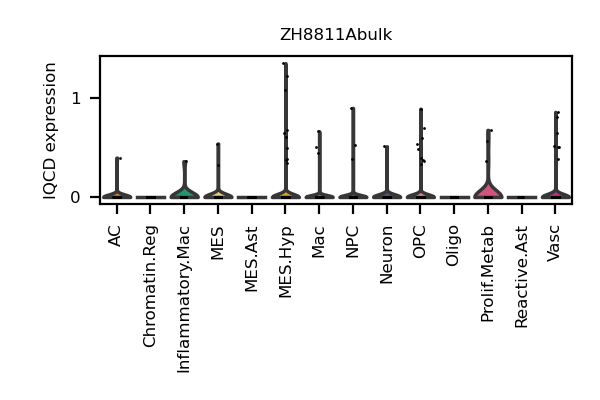 ZH8811Abulk
IQCD expression
1
0
AC
Chromatin.Reg
Inflammatory.Mac
MES
MES.Ast
MES.Hyp
Mac
NPC
Neuron
OPC
Oligo
Prolif.Metab
Reactive.Ast
Vasc